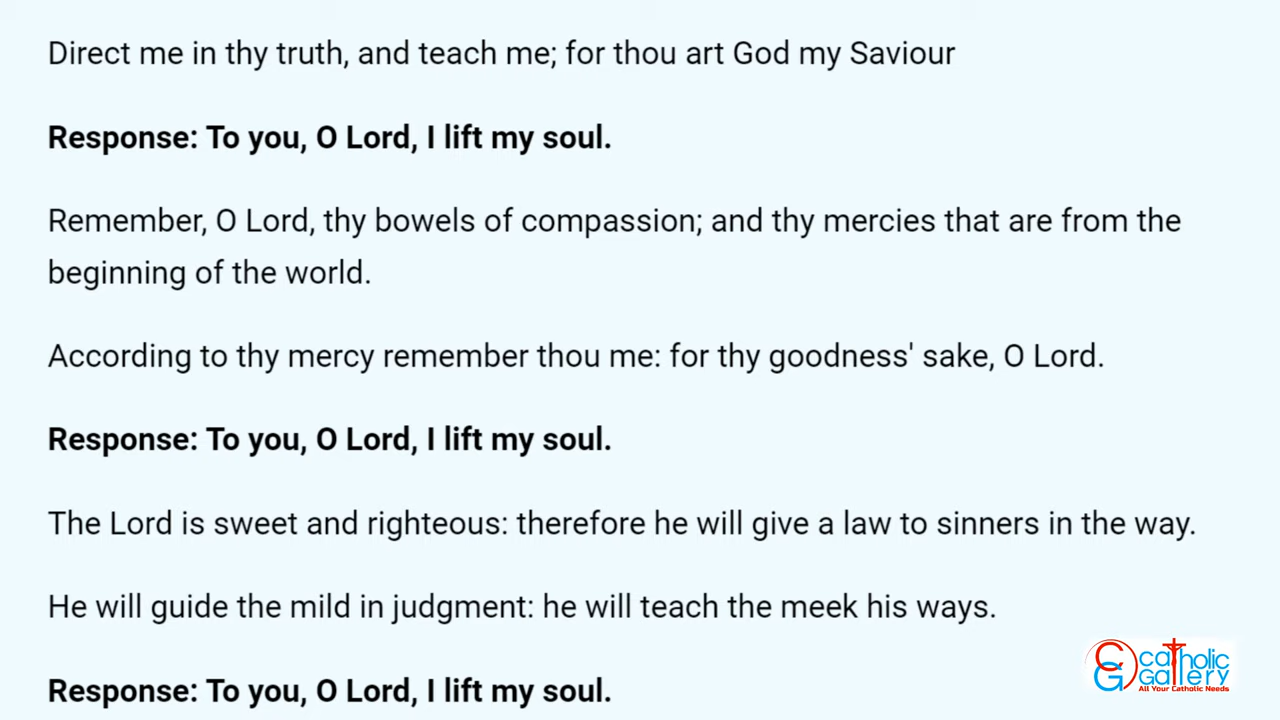 Direct me in thy truth, and teach me; for thou art God my Saviour
Response: To you, O Lord, I lift my soul.
Remember, O Lord, thy bowels of compassion; and thy mercies that are from the
beginning of the world.
According to thy mercy remember thou me: for thy goodness' sake, O Lord.
Response: To you, O Lord, I lift my soul.
The Lord is sweet and righteous: therefore he will give a law to sinners in the way.
He will guide the mild in judgment: he will teach the meek his ways.
Response: To you, O Lord, I lift my soul.
CG catholic
Gallery
All Your Catholic Needs